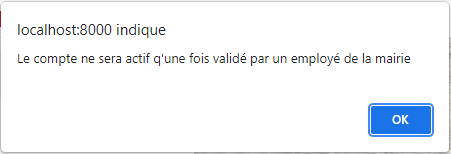 localhost:8000 indique
Le compte ne sera actif q'une fois validé par un employé de la mairie
OK